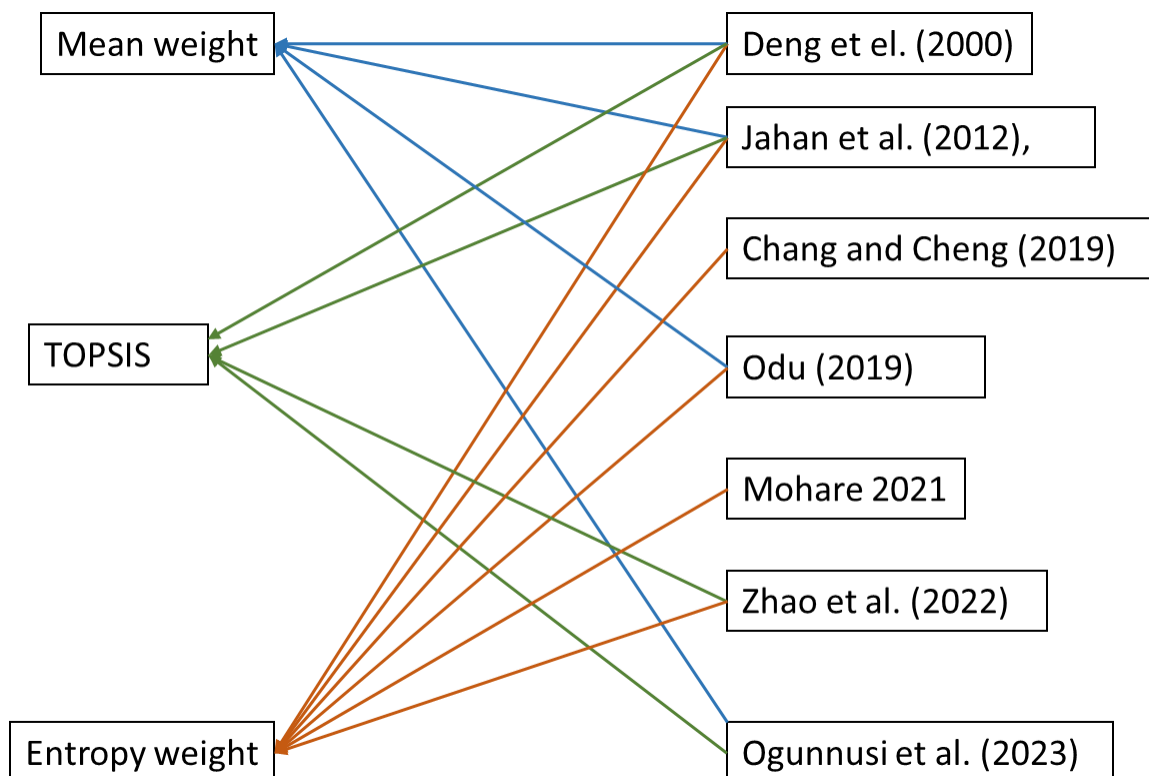 Mean weight
TOPSIS
Entropy weight
Deng et el. (2000)
Jahan et al. (2012),
Chang and Cheng (2019)
Odu (2019)
Mohare 2021
Zhao et al. (2022)
Ogunnusi et al. (2023)